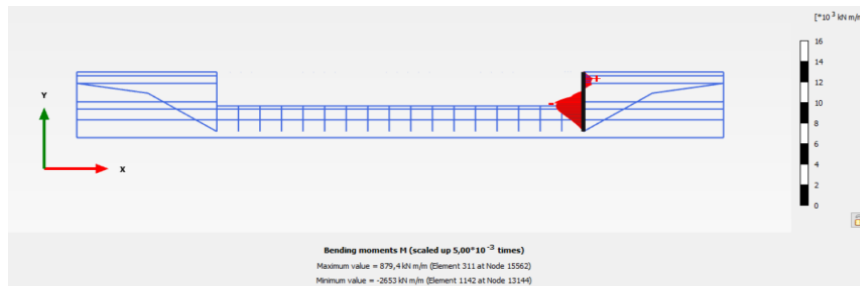 [*10 3 kN m/m
16
14
12
10
8
6
4
2
0
Y
X
- +
Bending moments M (scaled up 5,00*10 -3 times)
Maximum value = 879,4 kN m/m (Element 311 at Node 15562)
Minimum value = -2653 kN m/m (Element 1142 at Node 13144)